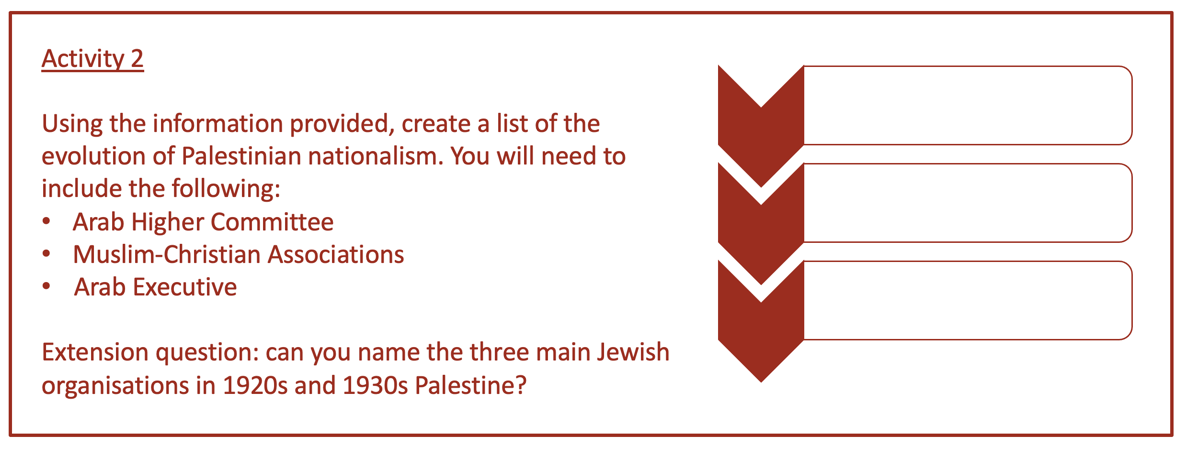 Activity 2
Using the information provided, create a list of the
evolution of Palestinian nationalism. You will need to
include the following:
• Arab Higher Committee
• Muslim-Christian Associations
• Arab Executive
Extension question: can you name the three main Jewish
organisations in 1920s and 1930s Palestine?